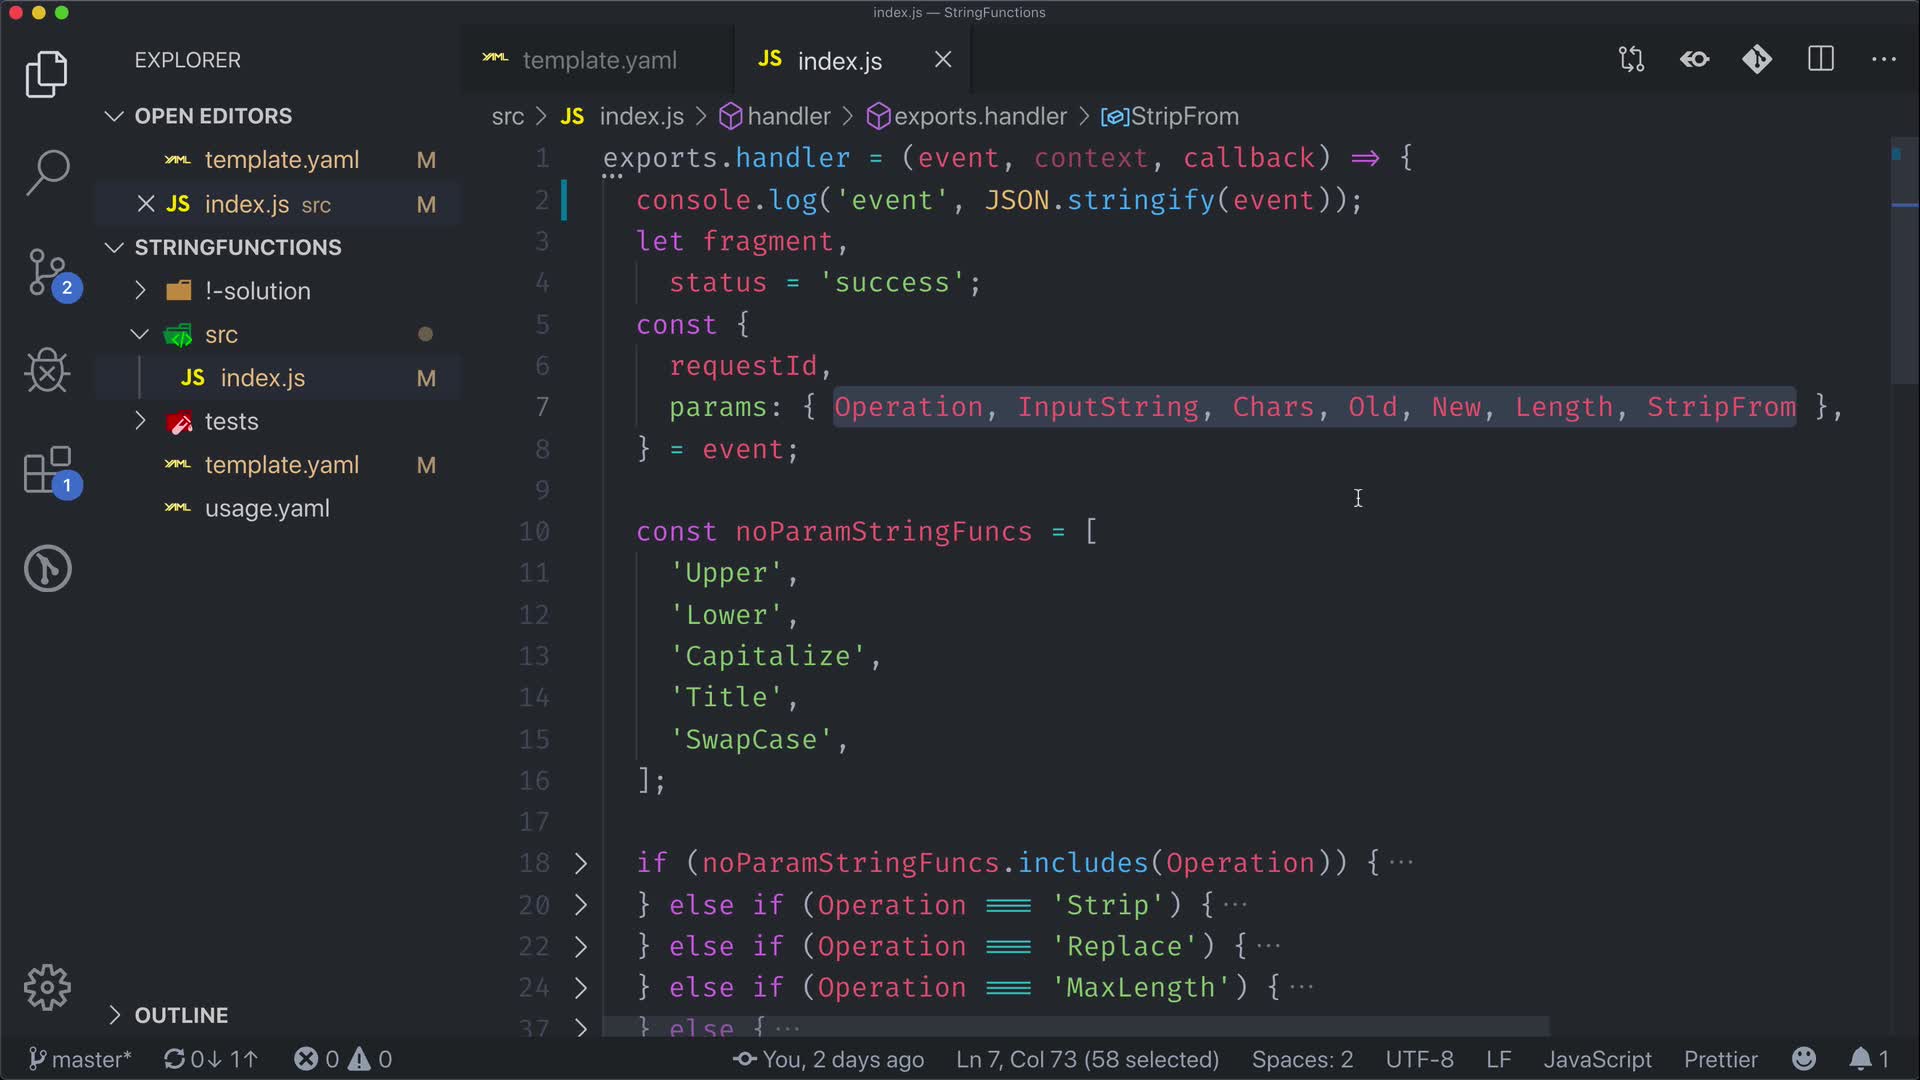 index.js — StringFunctions
EXPLORER
OPEN EDITORS
YAML template.yaml M
JS index.js src M
STRINGFUNCTIONS
!-solution
src
JS index.js M
tests
YAML template.yaml M
YAML usage.yaml
OUTLINE
2
1
YAML template.yaml
JS index.js
src > JS index.js > handler > exports.handler > StripFrom
1 exports.handler = (event, context, callback) => {
2 console.log('event', JSON.stringify(event));
3 let fragment,
4 status = 'success';
5 const {
6 requestId,
7 params: { Operation, InputString, Chars, Old, New, Length, StripFrom },
8 } = event;
9
10 const noParamStringFuncs = [
11 'Upper',
12 'Lower',
13 'Capitalize',
14 'Title',
15 'SwapCase',
16 ];
17
18 if (noParamStringFuncs.includes(Operation)) {···
20 } else if (Operation === 'Strip') {···
22 } else if (Operation === 'Replace') {···
24 } else if (Operation === 'MaxLength') {···
37 } else {···
master* 0↓ 1↑ 0 0 You, 2 days ago Ln 7, Col 73 (58 selected) Spaces: 2 UTF-8 LF JavaScript Prettier 1